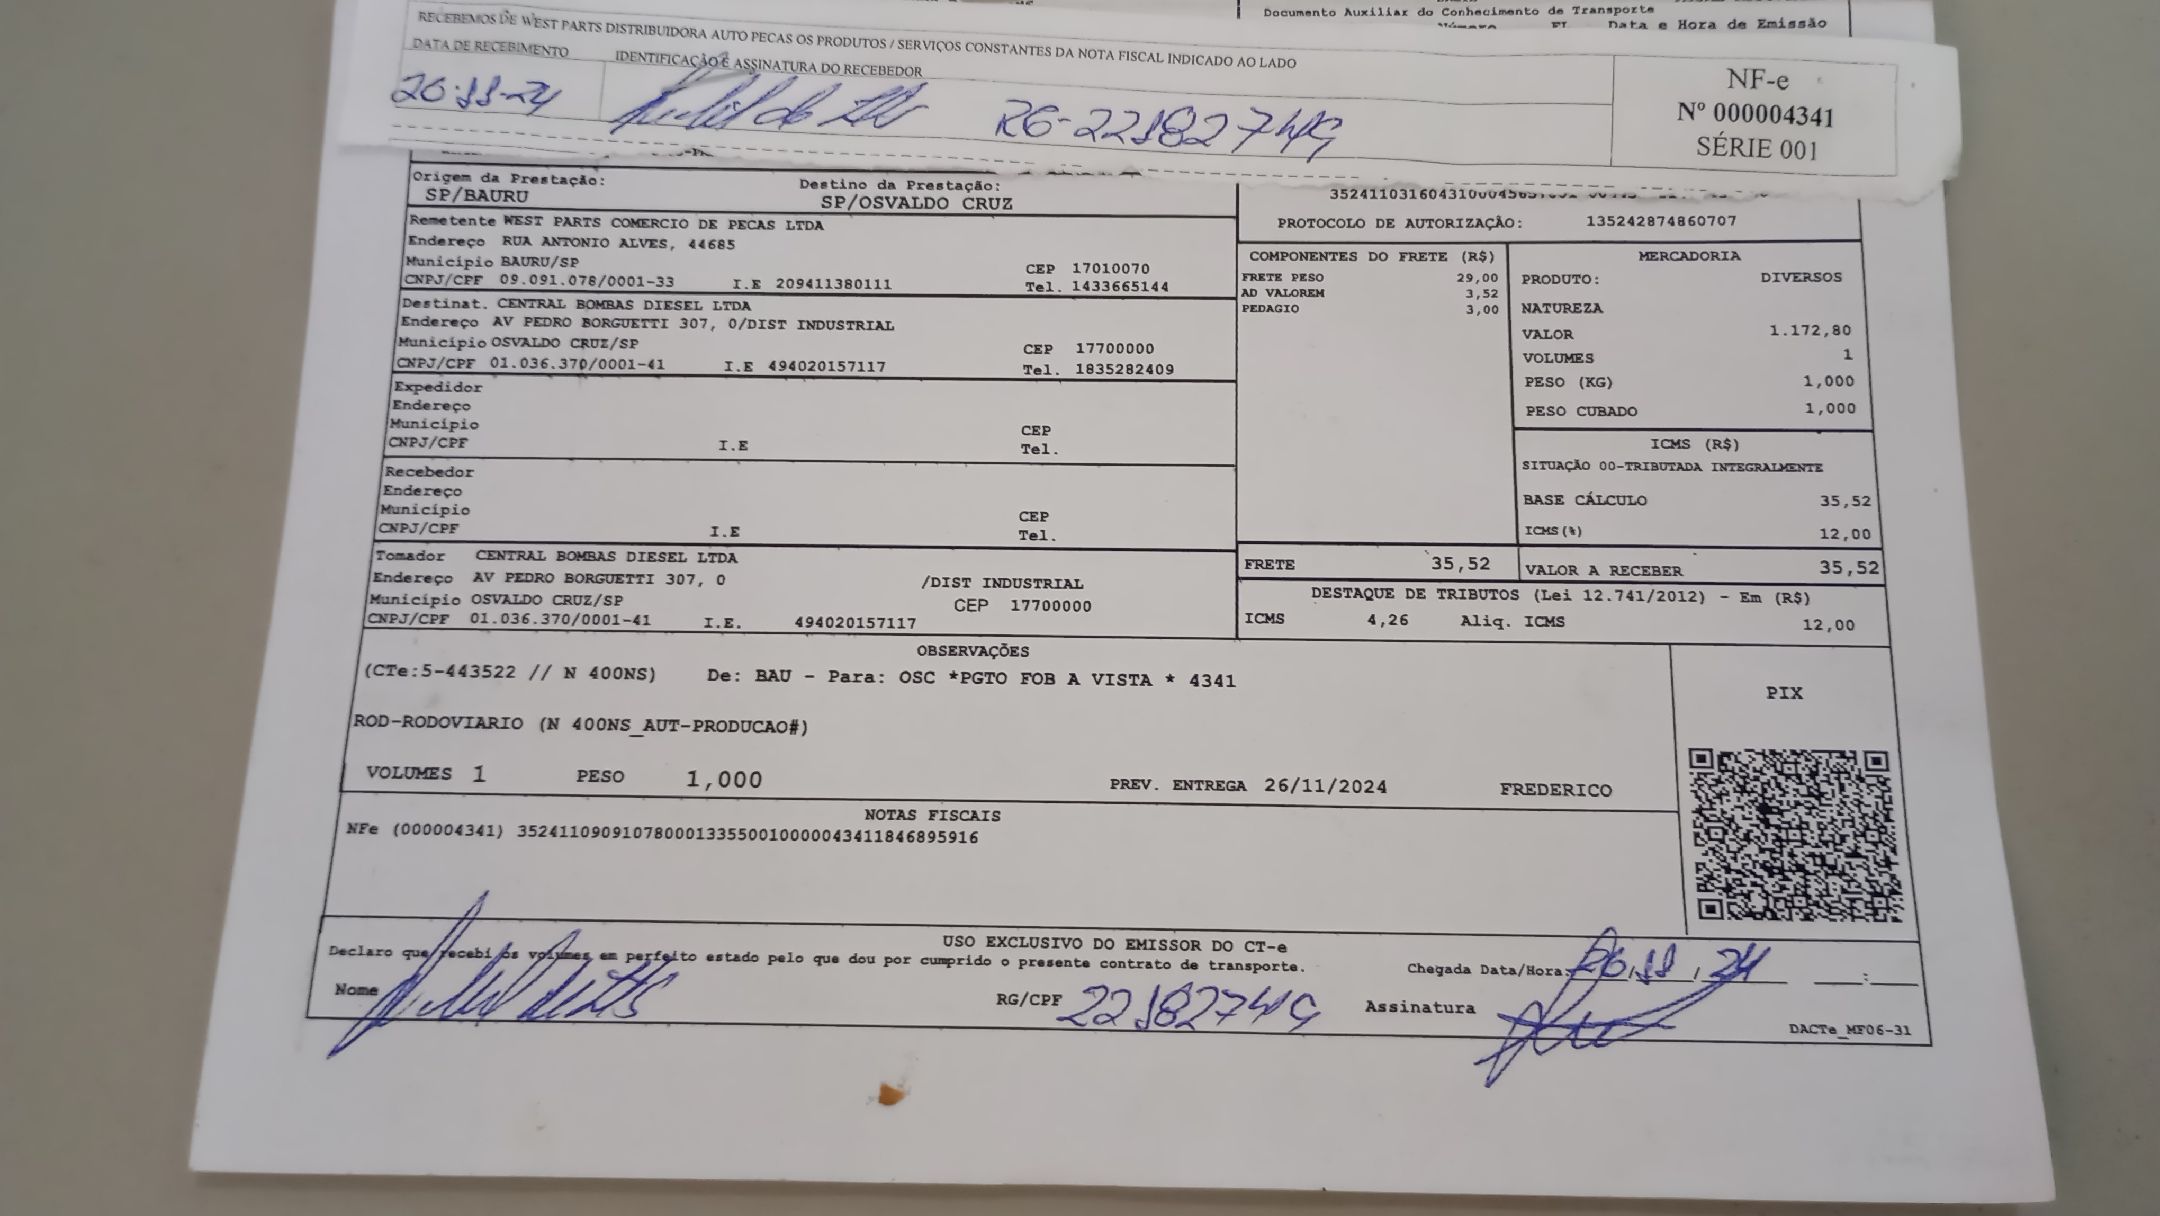 Documento Auxiliar do Conhecimento de Transporte
Data e Hora de Emissão
RECEBEMOS DE WEST PARTS DISTRIBUIDORA AUTO PECAS OS PRODUTOS / SERVIÇOS CONSTANTES DA NOTA FISCAL INDICADO AO LADO
DATA DE RECEBIMENTO IDENTIFICAÇÃO E ASSINATURA DO RECEBEDOR
26-11-24 RG-22182749
NF-e
Nº 000004341
SÉRIE 001
Origem da Prestação: Destino da Prestação:
SP/BAURU SP/OSVALDO CRUZ
Remetente WEST PARTS COMERCIO DE PECAS LTDA
Endereço RUA ANTONIO ALVES, 44685
Município BAURU/SP CEP 17010070
CNPJ/CPF 09.091.078/0001-33 I.E 209411380111 Tel. 1433665144
Destinat. CENTRAL BOMBAS DIESEL LTDA
Endereço AV PEDRO BORGUETTI 307, 0/DIST INDUSTRIAL
Município OSVALDO CRUZ/SP CEP 17700000
CNPJ/CPF 01.036.370/0001-41 I.E 494020157117 Tel. 1835282409
Expedidor
Endereço
Município CEP
CNPJ/CPF I.E Tel.
Recebedor
Endereço
Município CEP
CNPJ/CPF I.E Tel.
Tomador CENTRAL BOMBAS DIESEL LTDA
Endereço AV PEDRO BORGUETTI 307, 0 /DIST INDUSTRIAL
Município OSVALDO CRUZ/SP CEP 17700000
CNPJ/CPF 01.036.370/0001-41 I.E. 494020157117
PROTOCOLO DE AUTORIZAÇÃO: 135242874860707
COMPONENTES DO FRETE (R$)
FRETE PESO 29,00
AD VALOREM 3,52
PEDAGIO 3,00
MERCADORIA
PRODUTO: DIVERSOS
NATUREZA
VALOR 1.172,80
VOLUMES 1
PESO (KG) 1,000
PESO CUBADO 1,000
ICMS (R$)
SITUAÇÃO 00-TRIBUTADA INTEGRALMENTE
BASE CÁLCULO 35,52
ICMS(%) 12,00
FRETE 35,52 VALOR A RECEBER 35,52
DESTAQUE DE TRIBUTOS (Lei 12.741/2012) - Em (R$)
ICMS 4,26 Aliq. ICMS 12,00
OBSERVAÇÕES
(CTe:5-443522 // N 400NS) De: BAU - Para: OSC *PGTO FOB A VISTA * 4341
ROD-RODOVIARIO (N 400NS_AUT-PRODUCAO#)
VOLUMES 1 PESO 1,000 PREV. ENTREGA 26/11/2024 FREDERICO
PIX
NOTAS FISCAIS
NFe (000004341) 35241109091078000133550010000043411846895916
USO EXCLUSIVO DO EMISSOR DO CT-e
Declaro que recebi os volumes em perfeito estado pelo que dou por cumprido o presente contrato de transporte.
Chegada Data/Hora: 26/11/24 :
Nome RG/CPF 22182749 Assinatura
DACTe_MF06-31